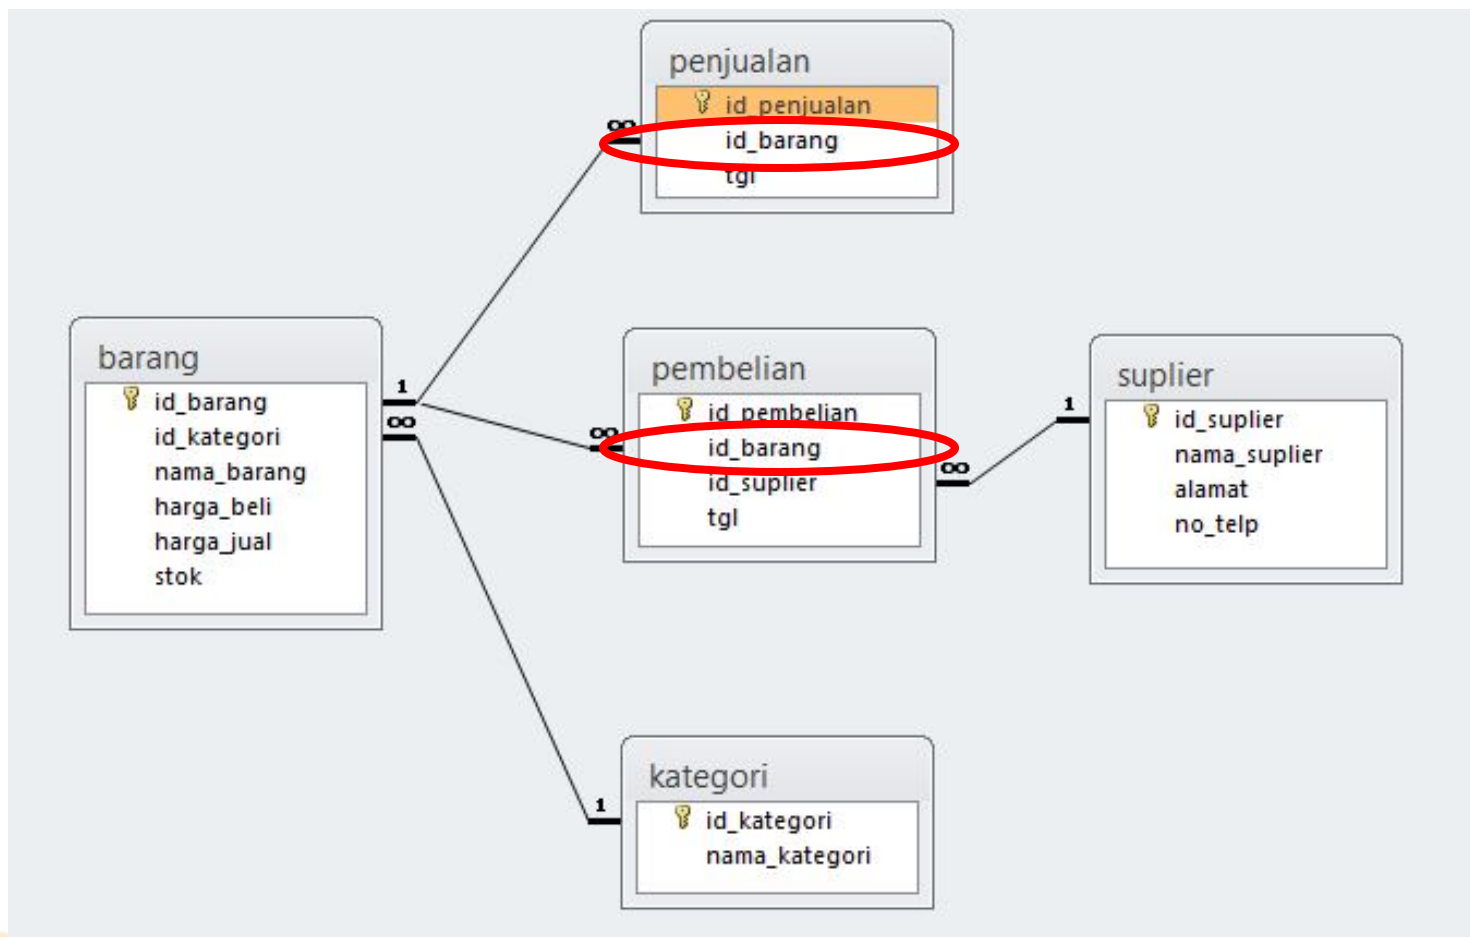 penjualan
id_penjualan
∞
id_barang
tgl
barang
id_barang
id_kategori
nama_barang
harga_beli
harga_jual
stok
1
∞
pembelian
id_pembelian
∞
id_barang
id_suplier
tgl
∞
1
suplier
id_suplier
nama_suplier
alamat
no_telp
kategori
1
id_kategori
nama_kategori